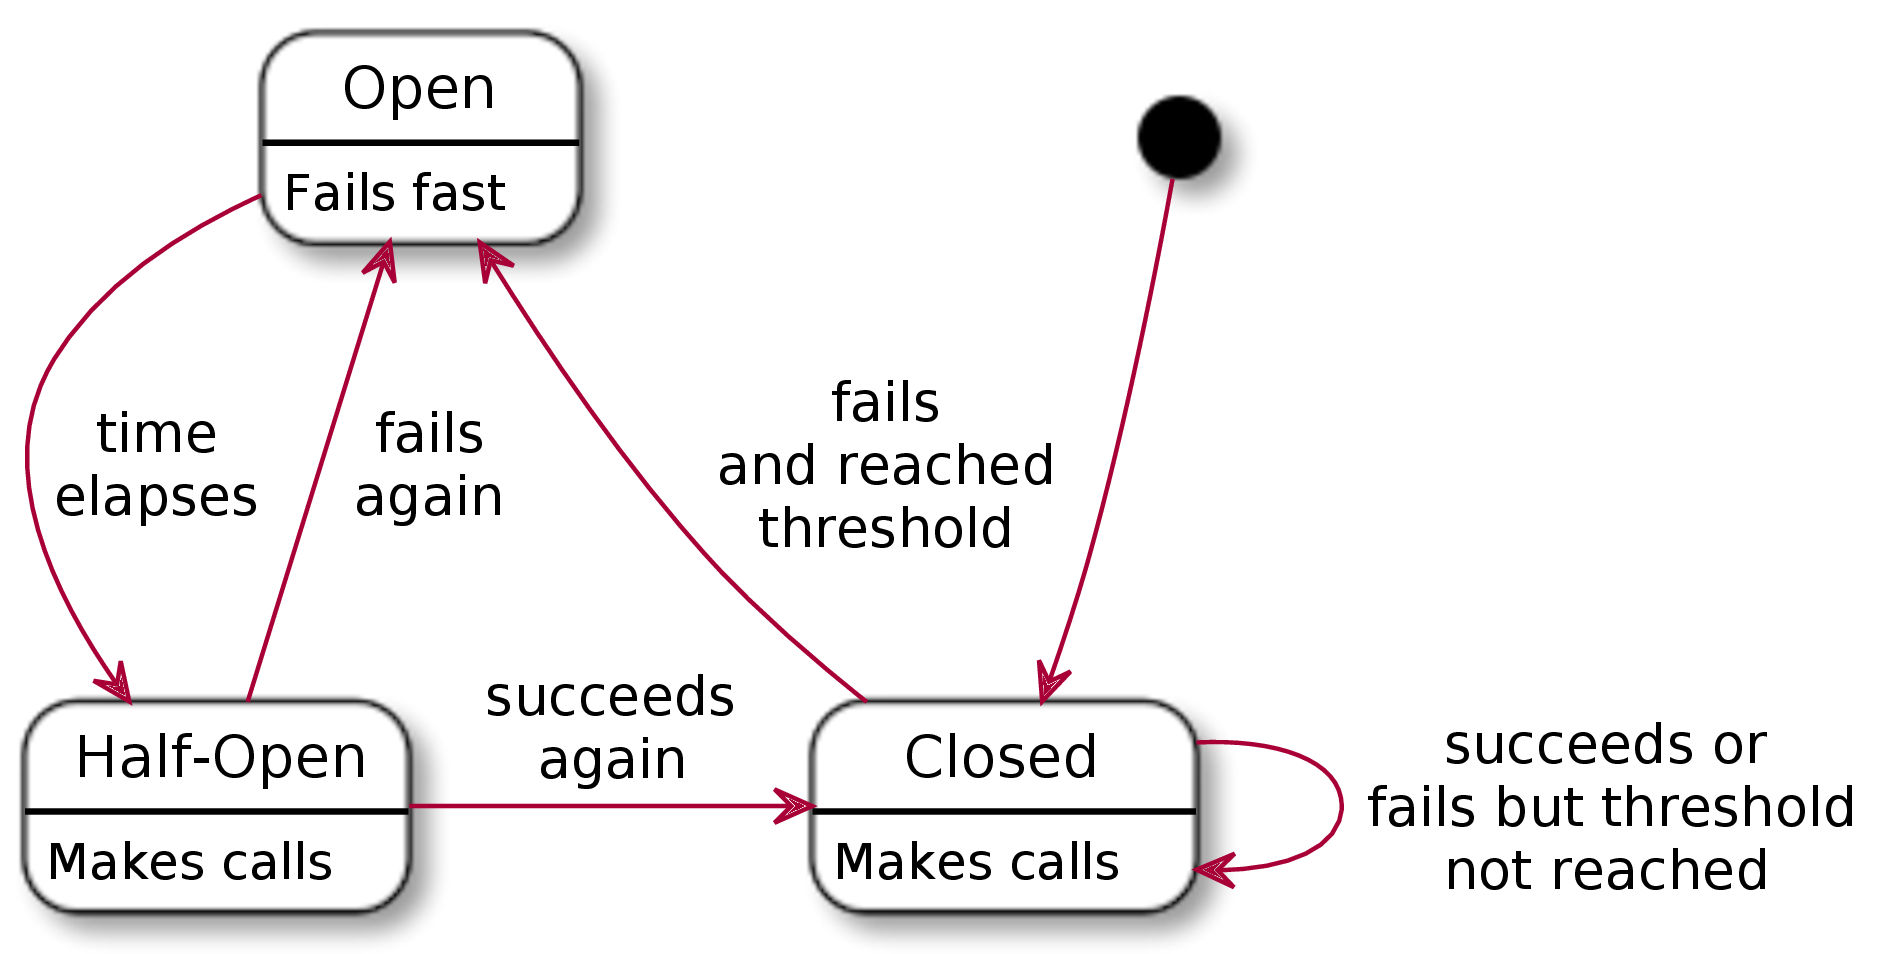 Open
Fails fast
time
elapses
fails
again
fails
and reached
threshold
succeeds
again
Half-Open
Makes calls
Closed
Makes calls
succeeds or
fails but threshold
not reached